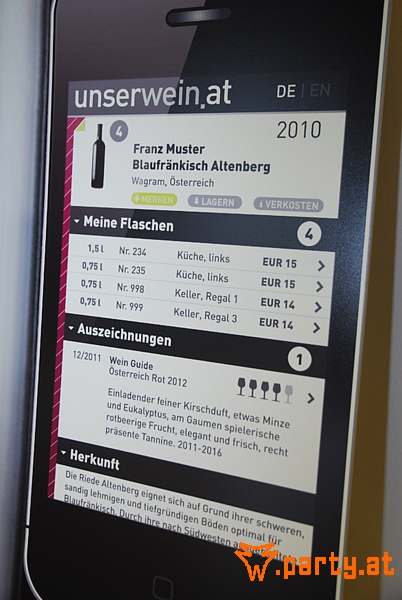 unserwein.at
DE | EN
4
2010
Franz Muster
Blaufränkisch Altenberg
Wagram, Österreich
MERKEN
LAGERN
VERKOSTEN
Meine Flaschen
4
1,5 l Nr. 234 Küche, links EUR 15
0,75 l Nr. 235 Küche, links EUR 15
0,75 l Nr. 998 Keller, Regal 1 EUR 14
0,75 l Nr. 999 Keller, Regal 3 EUR 14
Auszeichnungen
1
12/2011 Wein Guide
Österreich Rot 2012
Einladender feiner Kirschduft, etwas Minze
und Eukalyptus, am Gaumen spielerische
rotbeerige Frucht, elegant und frisch, recht
präsente Tannine. 2011-2016
Herkunft
Die Riede Altenberg eignet sich auf Grund ihrer schweren,
sandig lehmigen und tiefgründigen Böden optimal für
Blaufränkisch. Durch ihre nach Südwesten
party.at